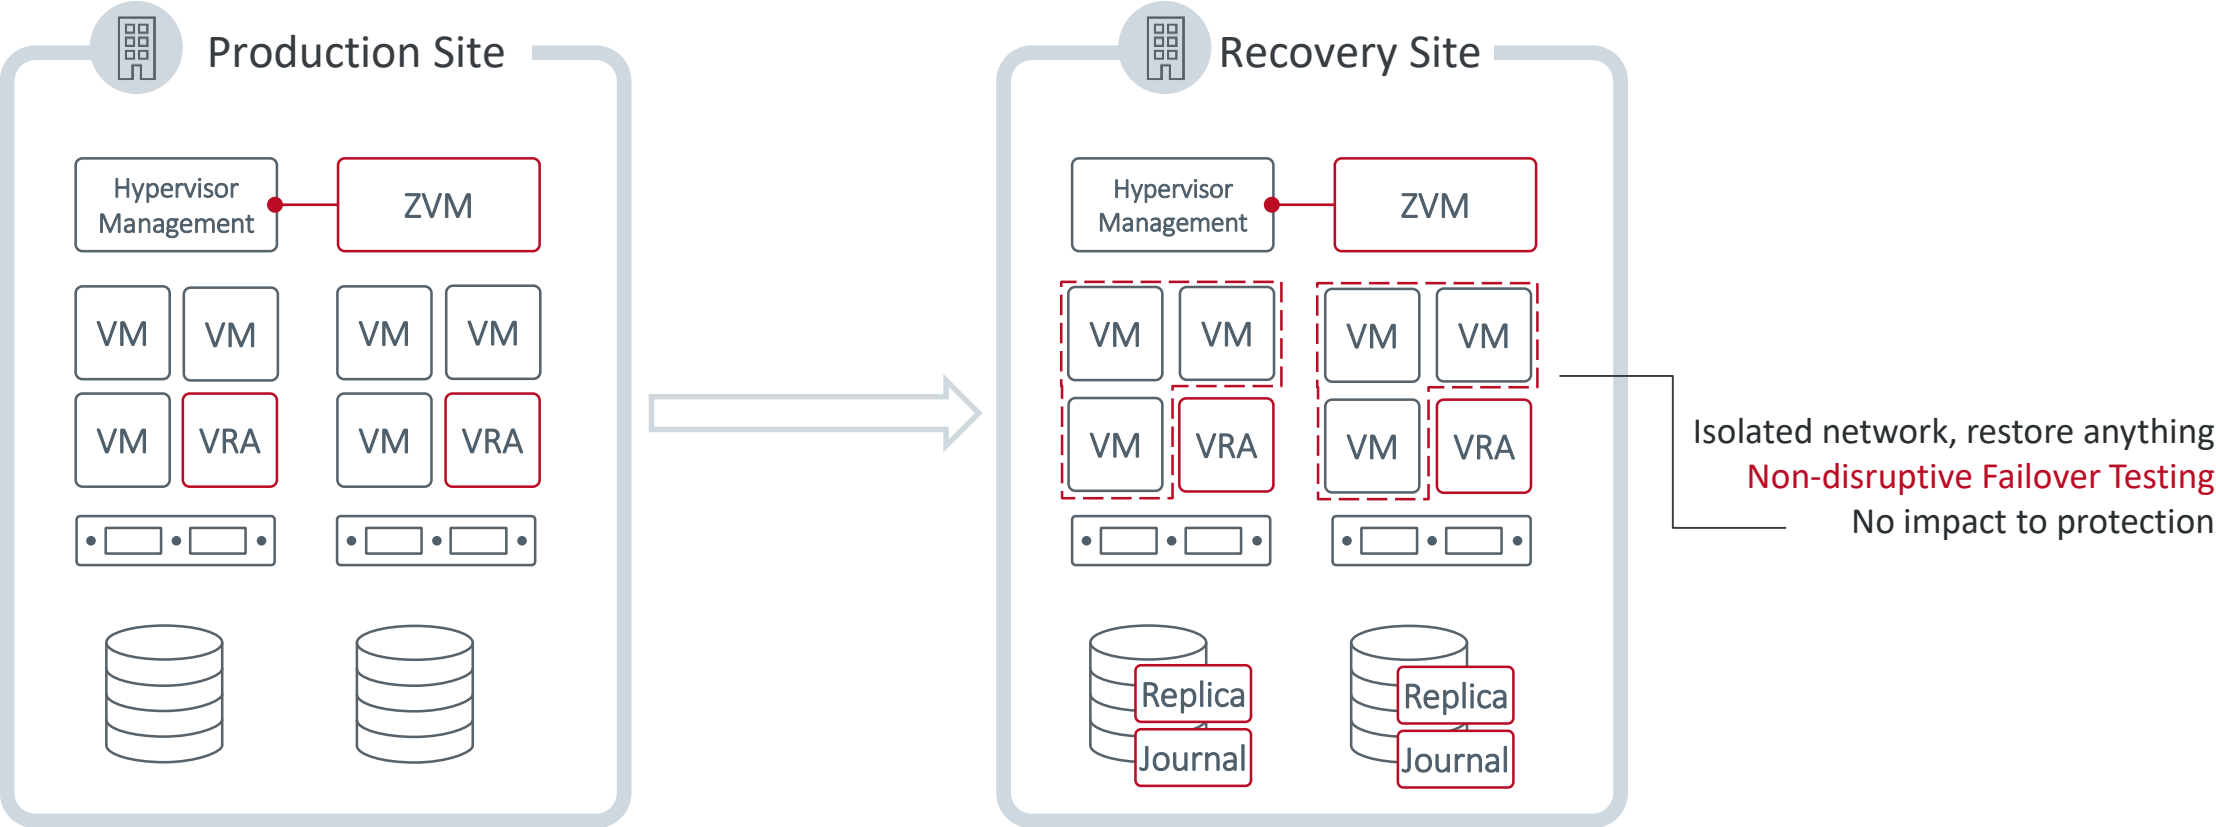 Production Site
Hypervisor
Management
ZVM
VM
VM
VM
VM
VM
VRA
VM
VRA
Recovery Site
Hypervisor
Management
ZVM
VM
VM
VM
VM
VM
VRA
VM
VRA
Replica
Journal
Replica
Journal
Isolated network, restore anything
Non-disruptive Failover Testing
No impact to protection